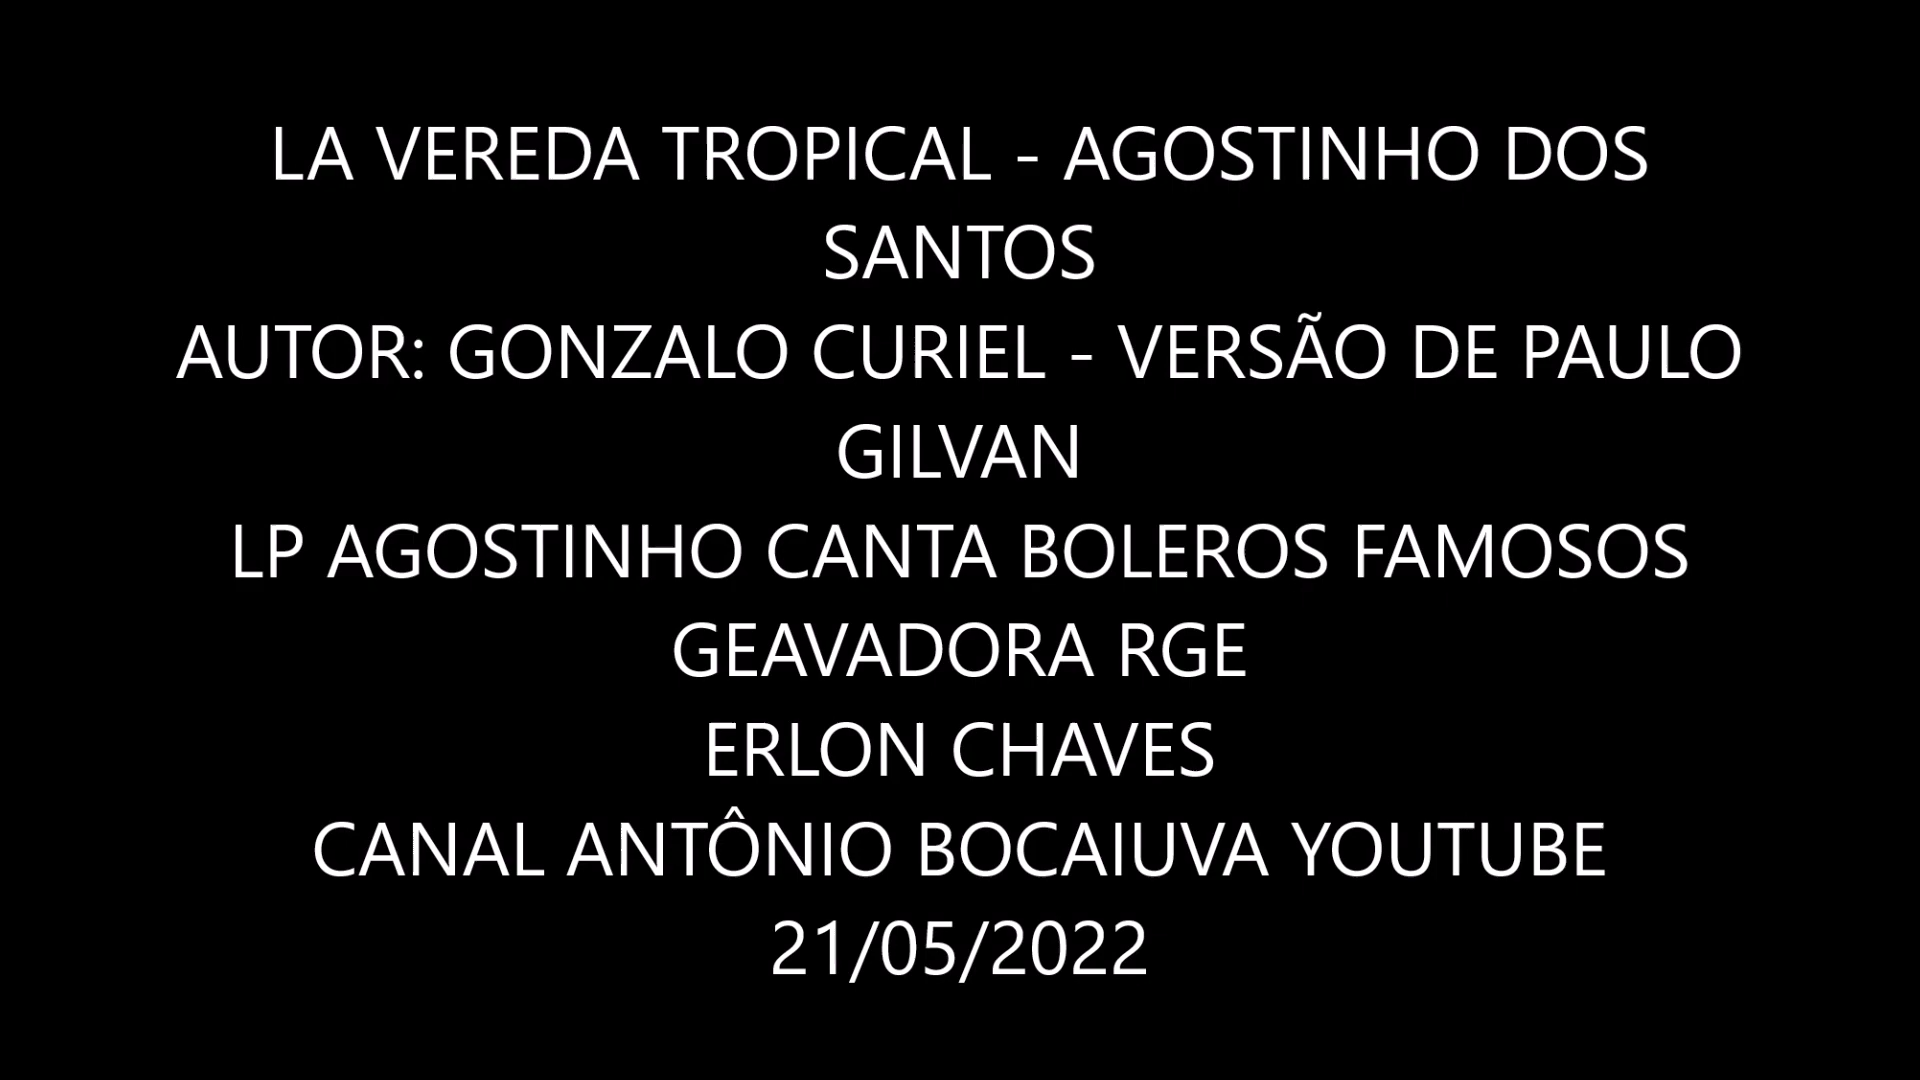 LA VEREDA TROPICAL - AGOSTINHO DOS
SANTOS
AUTOR: GONZALO CURIEL - VERSÃO DE PAULO
GILVAN
LP AGOSTINHO CANTA BOLEROS FAMOSOS
GEAVADORA RGE
ERLON CHAVES
CANAL ANTÔNIO BOCAIUVA YOUTUBE
21/05/2022